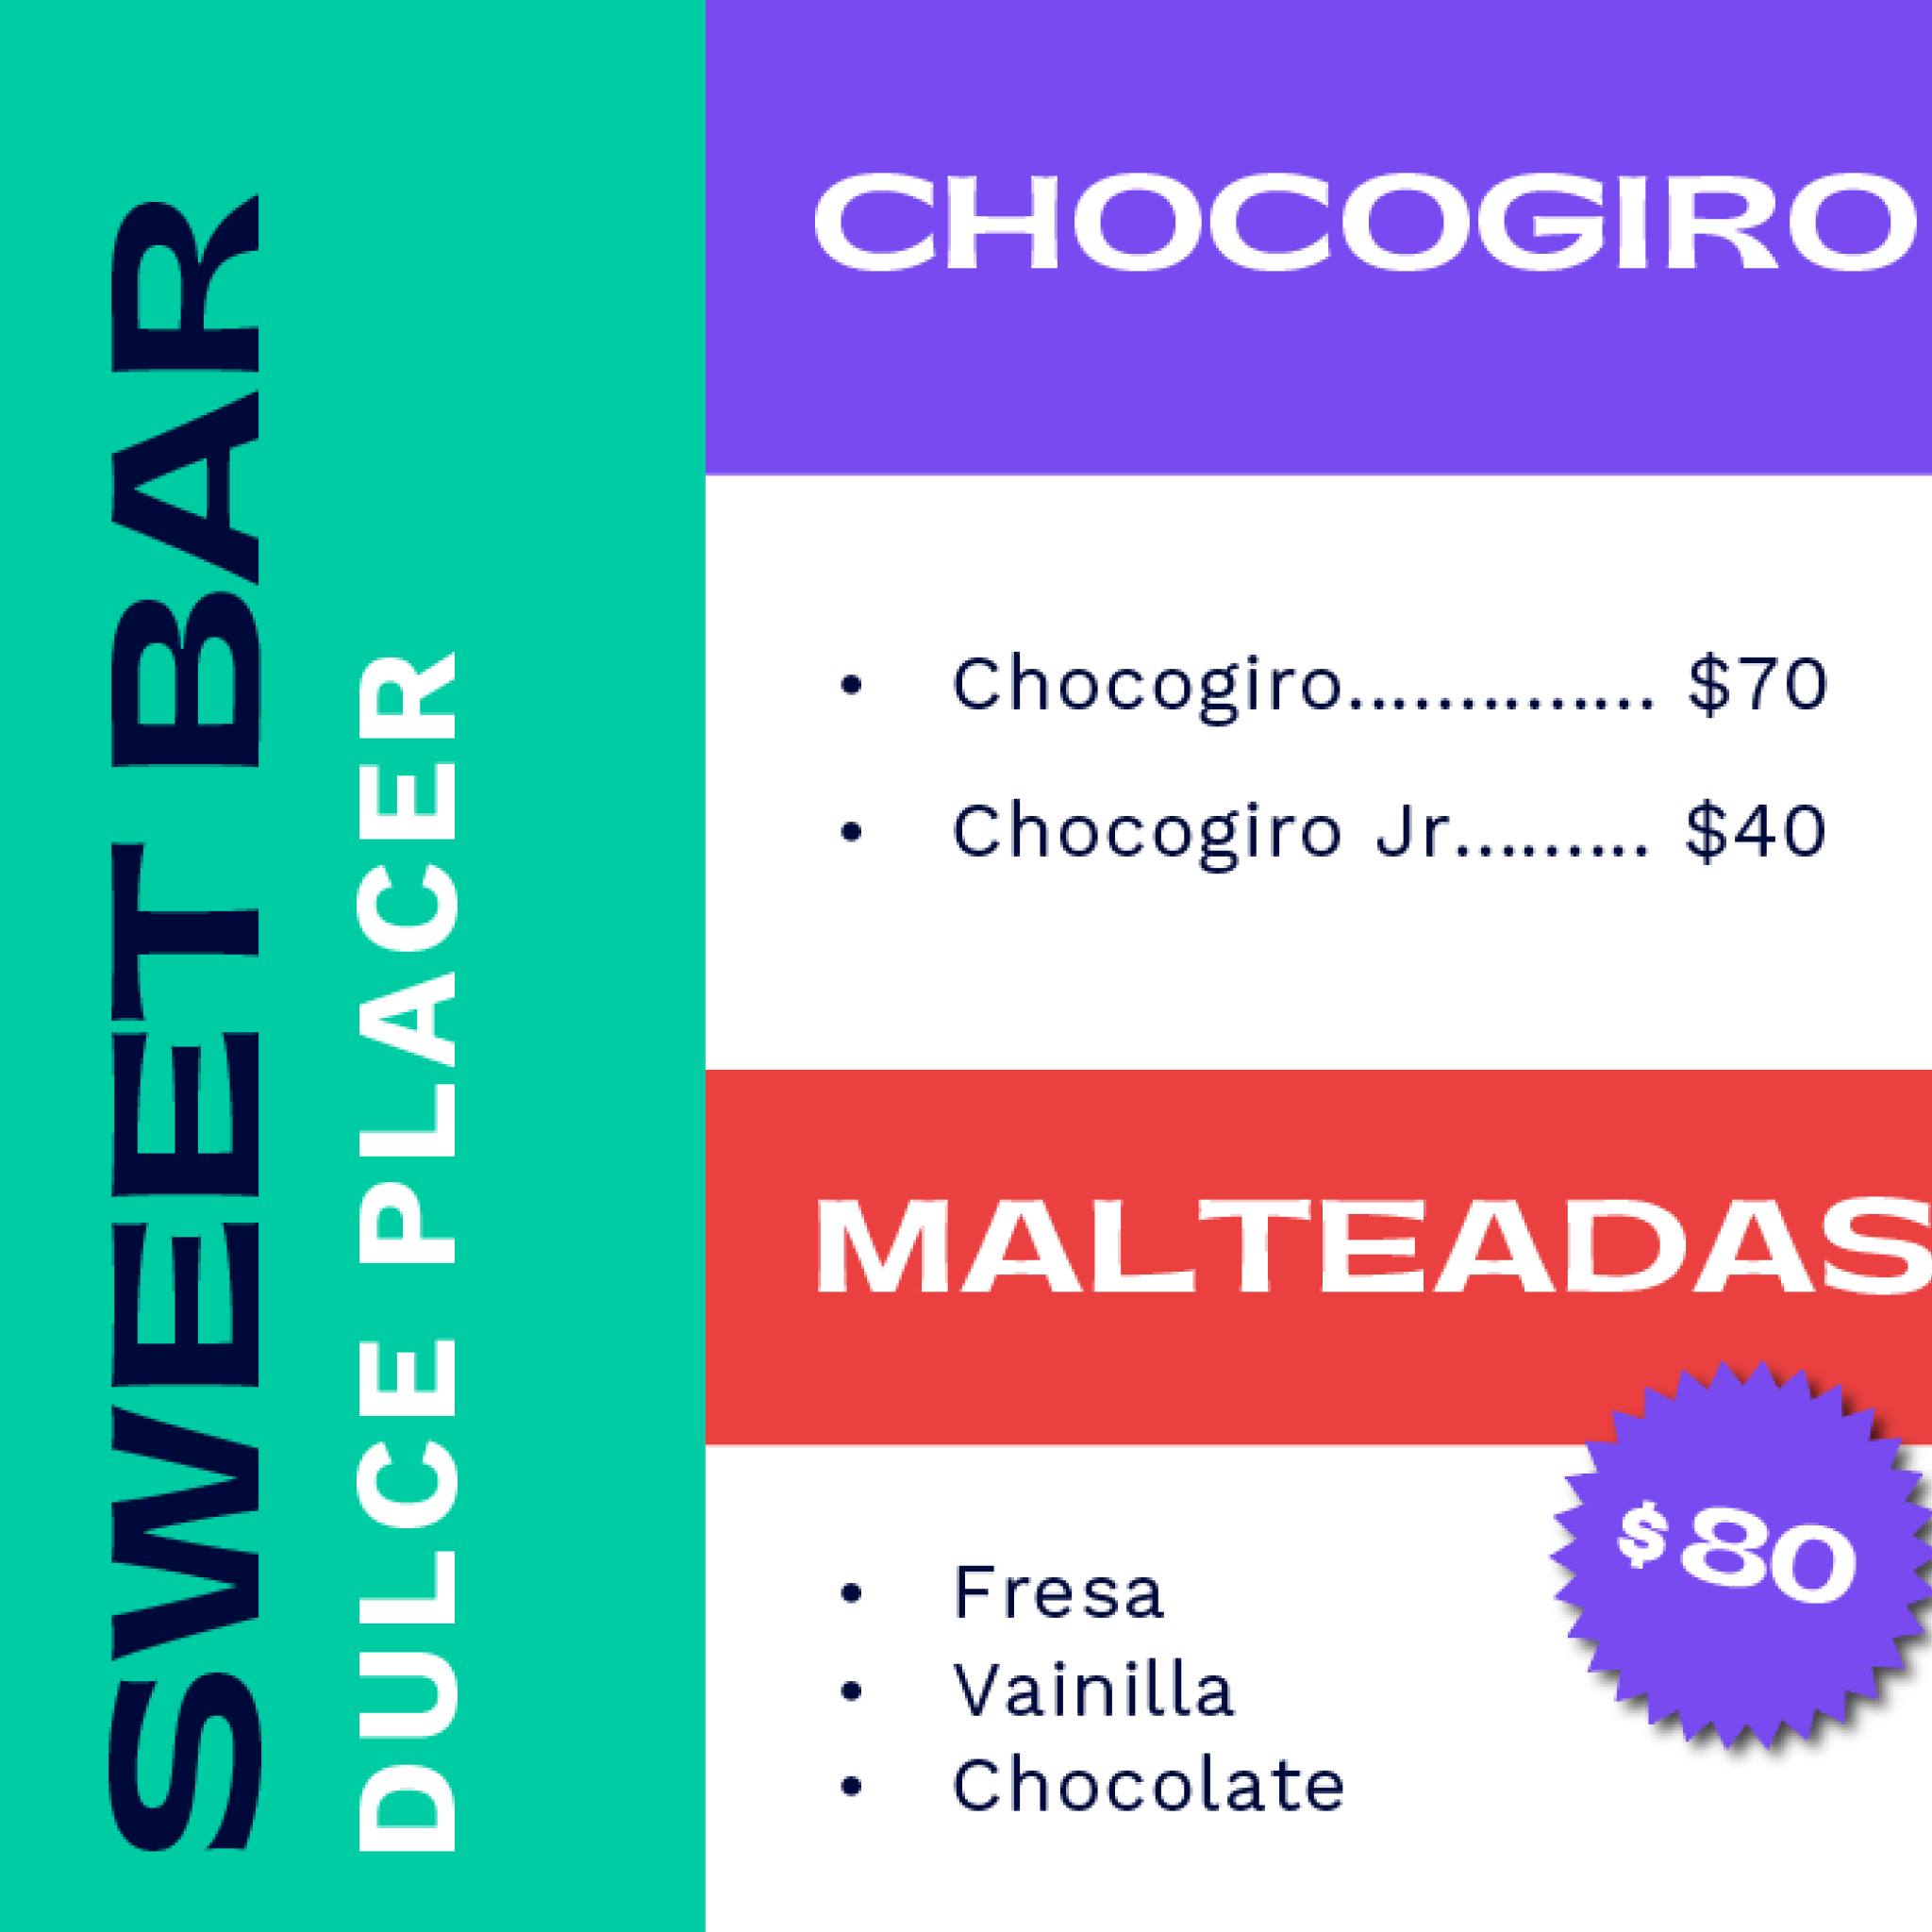 SWEET BAR
DULCE PLACER
CHOCOGIRO
• Chocogiro.............. $70
• Chocogiro Jr......... $40
MALTEADAS
$80
• Fresa
• Vainilla
• Chocolate